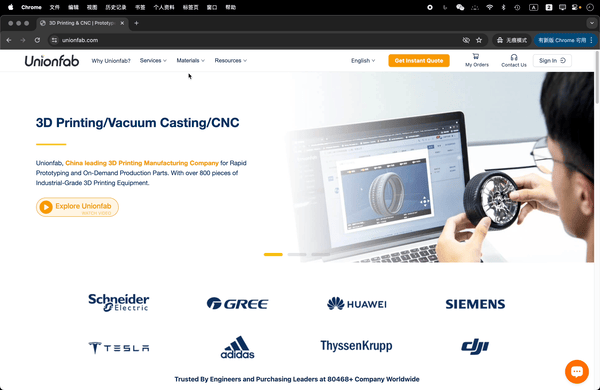 Chrome 文件 编辑 视图 历史记录 书签 个人资料 标签页 窗口 帮助
3D Printing & CNC | Prototyp
unionfab.com
无痕模式
有新版 Chrome 可用
Unionfab
Why Unionfab?
Services
Materials
Resources
English
Get Instant Quote
My Orders
Contact Us
Sign In
3D Printing/Vacuum Casting/CNC
Unionfab, China leading 3D Printing Manufacturing Company for Rapid
Prototyping and On-Demand Production Parts. With over 800 pieces of
Industrial-Grade 3D Printing Equipment.
Explore Unionfab
WATCH VIDEO
Schneider
Electric
GREE
HUAWEI
SIEMENS
TESLA
adidas
ThyssenKrupp
DJI
Trusted By Engineers and Purchasing Leaders at 80468+ Company Worldwide